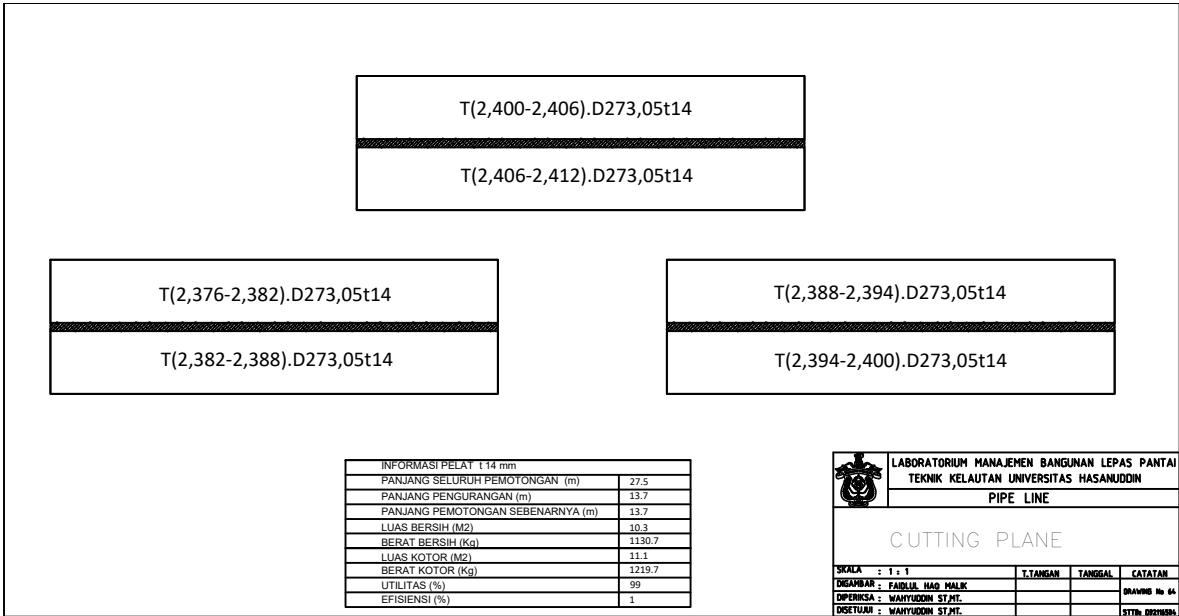 T(2,400-2,406).D273,05t14
T(2,406-2,412).D273,05t14
T(2,376-2,382).D273,05t14
T(2,382-2,388).D273,05t14
T(2,388-2,394).D273,05t14
T(2,394-2,400).D273,05t14
INFORMASI PELAT t 14 mm
PANJANG SELURUH PEMOTONGAN (m) 27.5
PANJANG PENGURANGAN (m) 13.7
PANJANG PEMOTONGAN SEBENARNYA (m) 13.7
LUAS BERSIH (M2) 10.3
BERAT BERSIH (Kg) 1130.7
LUAS KOTOR (M2) 11.1
BERAT KOTOR (Kg) 1219.7
UTILITAS (%) 99
EFISIENSI (%) 1
LABORATORIUM MANAJEMEN BANGUNAN LEPAS PANTAI
TEKNIK KELAUTAN UNIVERSITAS HASANUDDIN
PIPE LINE
CUTTING PLANE
SKALA : 1 : 1 T.TANGAN TANGGAL CATATAN
DIGAMBAR : FAIDLUL HAQ MALIK
DRAWING No 64
DIPERIKSA : WAHYUDDIN ST,MT.
DISETUJUI : WAHYUDDIN ST,MT.